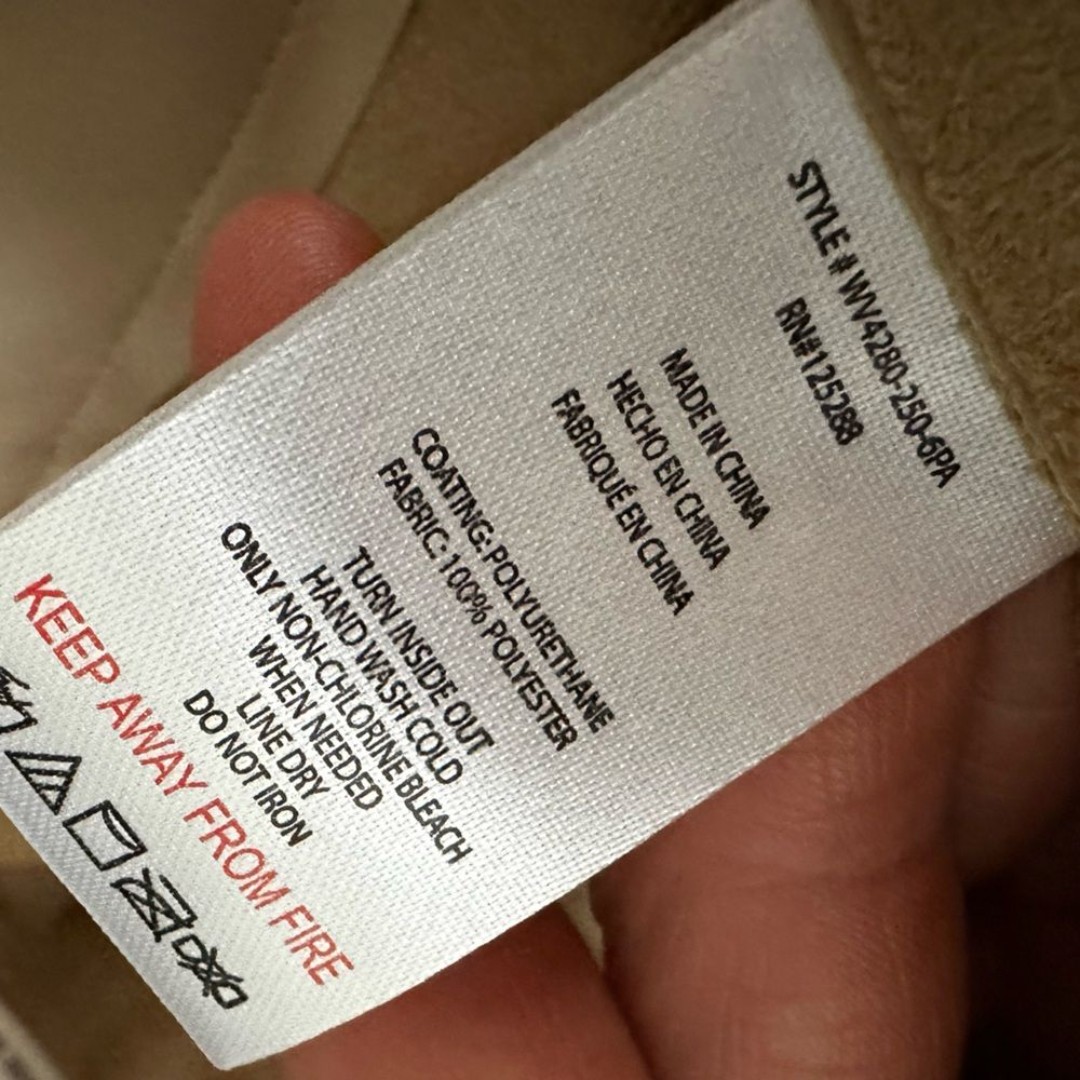 STYLE # WV4280-250-6PA
RN#125288
MADE IN CHINA
HECHO EN CHINA
FABRIQUÉ EN CHINA
COATING: POLYURETHANE
FABRIC: 100% POLYESTER
TURN INSIDE OUT
HAND WASH COLD
ONLY NON-CHLORINE BLEACH
WHEN NEEDED
LINE DRY
DO NOT IRON
KEEP AWAY FROM FIRE